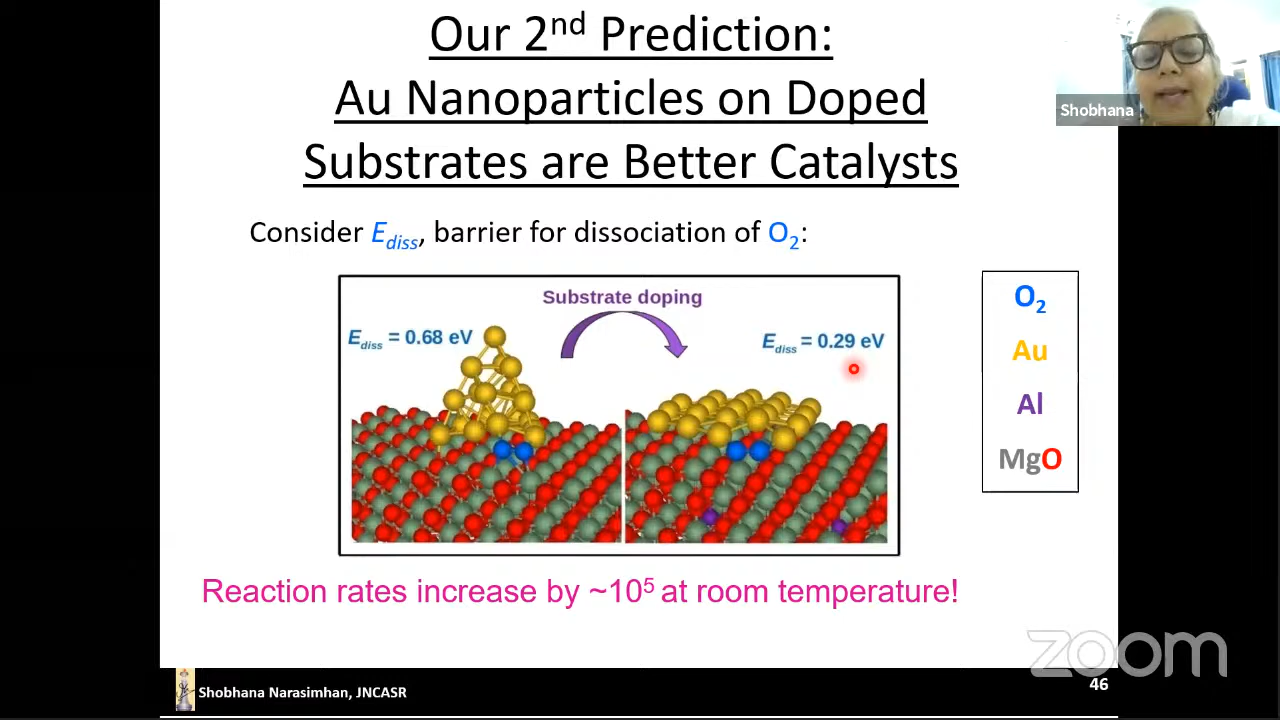 Our 2nd Prediction:
Au Nanoparticles on Doped
Substrates are Better Catalysts
Shobhana
Consider Ediss, barrier for dissociation of O2:
Substrate doping
Ediss = 0.68 eV
Ediss = 0.29 eV
O2
Au
Al
MgO
Reaction rates increase by ~10⁵ at room temperature!
zoom
Shobhana Narasimhan, JNCASR
46